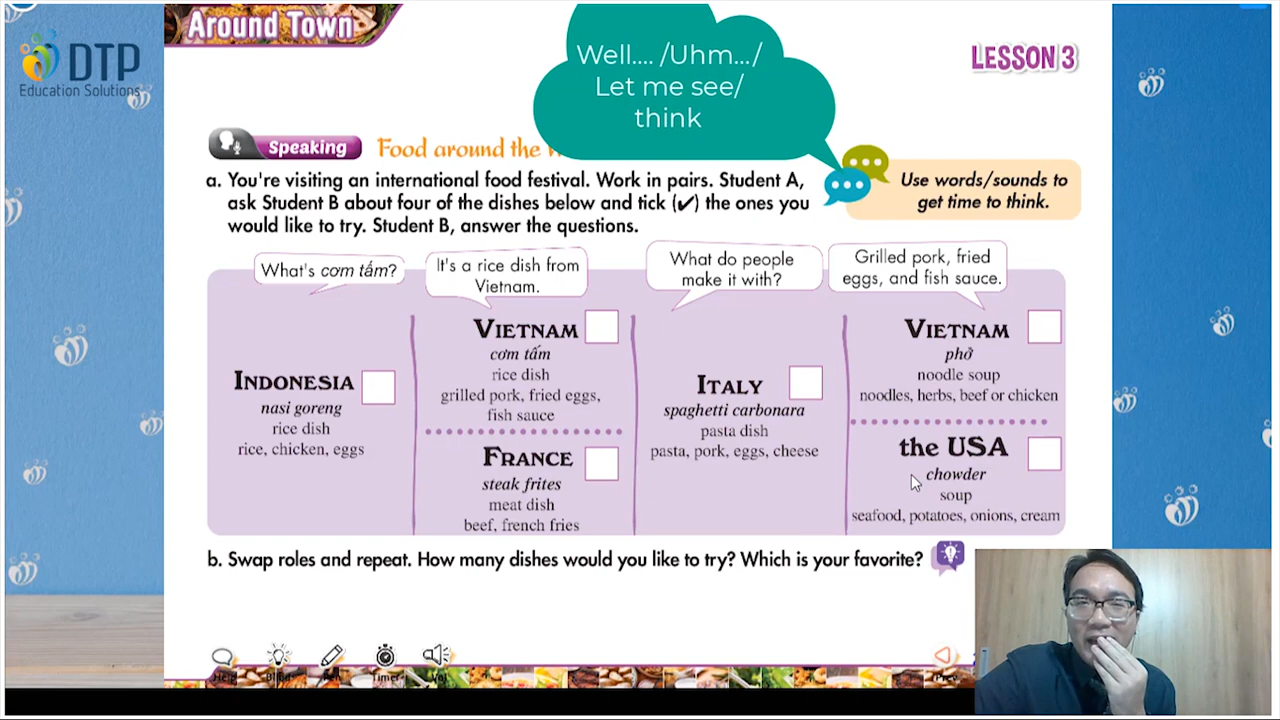 Around Town
LESSON 3
DTP
Education Solutions
Well.... /Uhm.../
Let me see/
think
Speaking
Food around the
a. You're visiting an international food festival. Work in pairs. Student A,
ask Student B about four of the dishes below and tick (✔) the ones you
would like to try. Student B, answer the questions.
Use words/sounds to
get time to think.
What's cơm tấm?
It's a rice dish from
Vietnam.
What do people
make it with?
Grilled pork, fried
eggs, and fish sauce.
INDONESIA
nasi goreng
rice dish
rice, chicken, eggs
VIETNAM
cơm tấm
rice dish
grilled pork, fried eggs,
fish sauce
FRANCE
steak frites
meat dish
beef, french fries
ITALY
spaghetti carbonara
pasta dish
pasta, pork, eggs, cheese
VIETNAM
phở
noodle soup
noodles, herbs, beef or chicken
the USA
chowder
soup
seafood, potatoes, onions, cream
b. Swap roles and repeat. How many dishes would you like to try? Which is your favorite?
Help
Pen
Timer
Vol
Prev